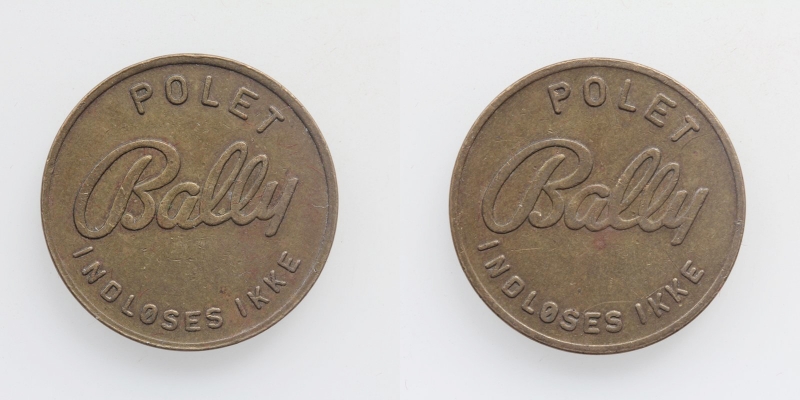 POLET
Bally
INDLØSES IKKE
POLET
Bally
INDLØSES IKKE